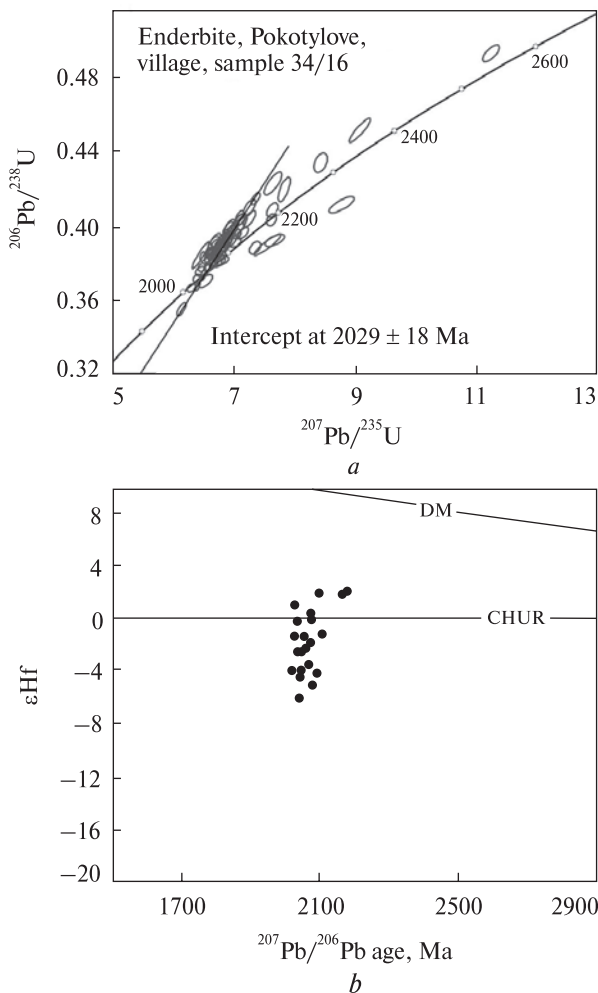 Enderbite, Pokotylove,
village, sample 34/16
0.48
0.44
0.40
0.36
0.32
206Pb/238U
2600
2400
2200
2000
Intercept at 2029 ± 18 Ma
5 7 9 11 13
207Pb/235U
a
8
4
0
−4
−8
−12
−16
−20
εHf
DM
CHUR
1700 2100 2500 2900
207Pb/206Pb age, Ma
b